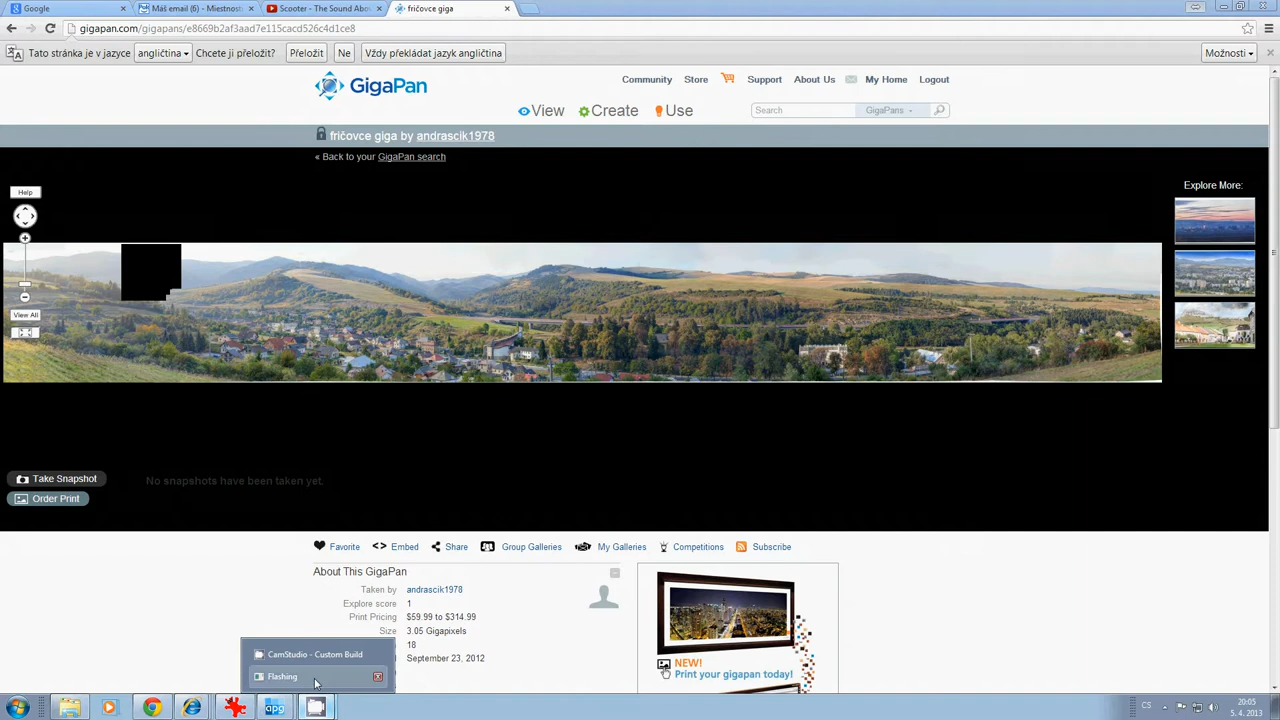 Google
Máš email (6) - Miestnosť
Scooter - The Sound Abo
fričovce giga
gigapan.com/gigapans/e8669b2af3aad7e115cacd526c4d1ce8
Tato stránka je v jazyce angličtina Chcete ji přeložit? Přeložit Ne Vždy překládat jazyk angličtina Možnosti
GigaPan
Community Store Support About Us My Home Logout
View Create Use Search GigaPans
fričovce giga by andrascik1978
« Back to your GigaPan search
Help
Explore More:
View All
Take Snapshot
No snapshots have been taken yet.
Order Print
Favorite Embed Share Group Galleries My Galleries Competitions Subscribe
About This GigaPan
Taken by andrascik1978
Explore score 1
Print Pricing $59.99 to $314.99
Size 3.05 Gigapixels
18
September 23, 2012
NEW!
Print your gigapan today!
CamStudio - Custom Build
Flashing
apg
CS
20:05
5. 4. 2013